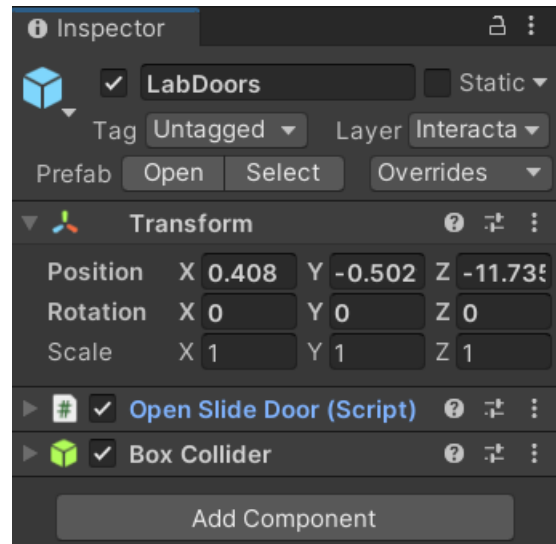 Inspector
LabDoors Static
Tag Untagged Layer Interacta
Prefab Open Select Overrides
Transform
Position X 0.408 Y -0.502 Z -11.735
Rotation X 0 Y 0 Z 0
Scale X 1 Y 1 Z 1
# Open Slide Door (Script)
Box Collider
Add Component